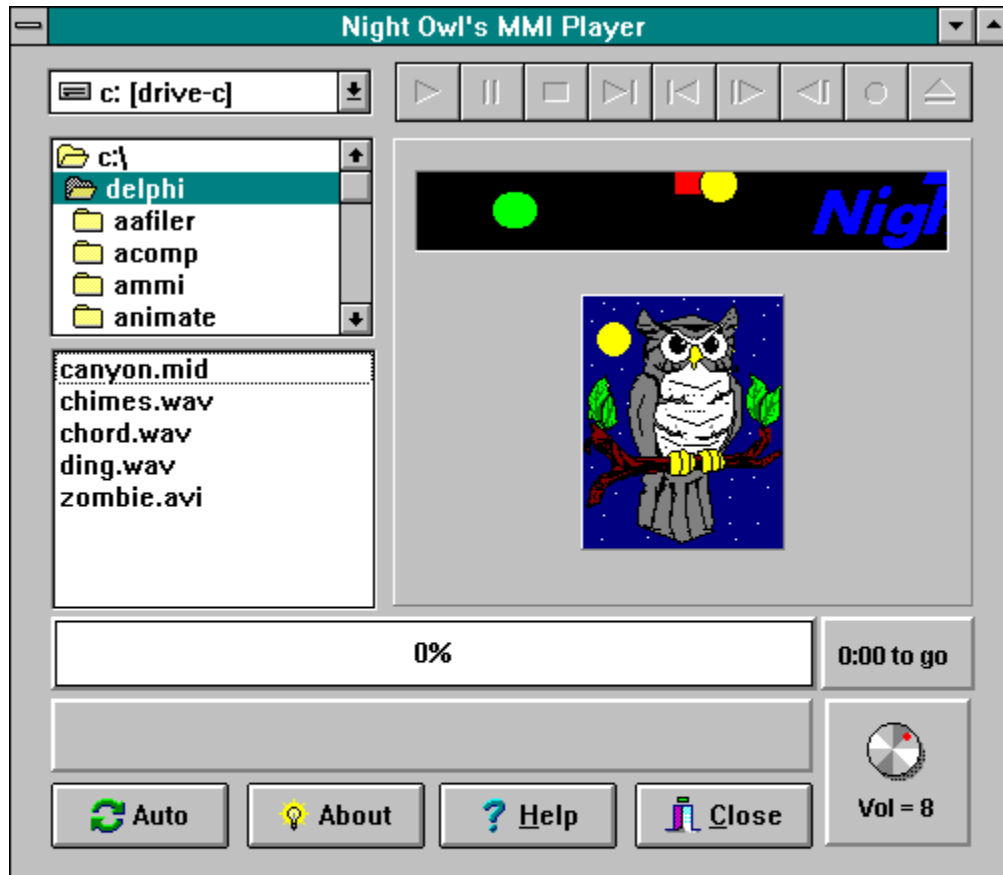 Night Owl's MMI Player
c: [drive-c]
c:\
delphi
aafiler
acomp
ammi
animate
Nigh
canyon.mid
chimes.wav
chord.wav
ding.wav
zombie.avi
0%
0:00 to go
Vol = 8
Auto
About
Help
Close